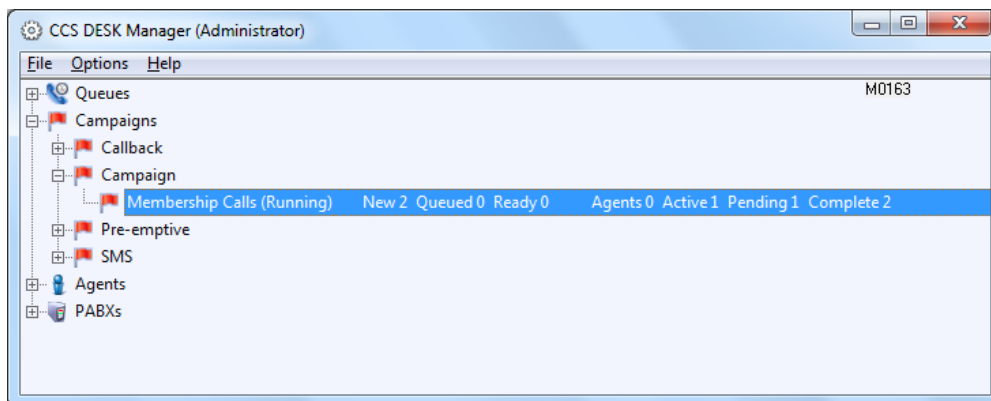 CCS DESK Manager (Administrator)
File Options Help
Queues M0163
Campaigns
Callback
Campaign
Membership Calls (Running) New 2 Queued 0 Ready 0 Agents 0 Active 1 Pending 1 Complete 2
Pre-emptive
SMS
Agents
PABXs